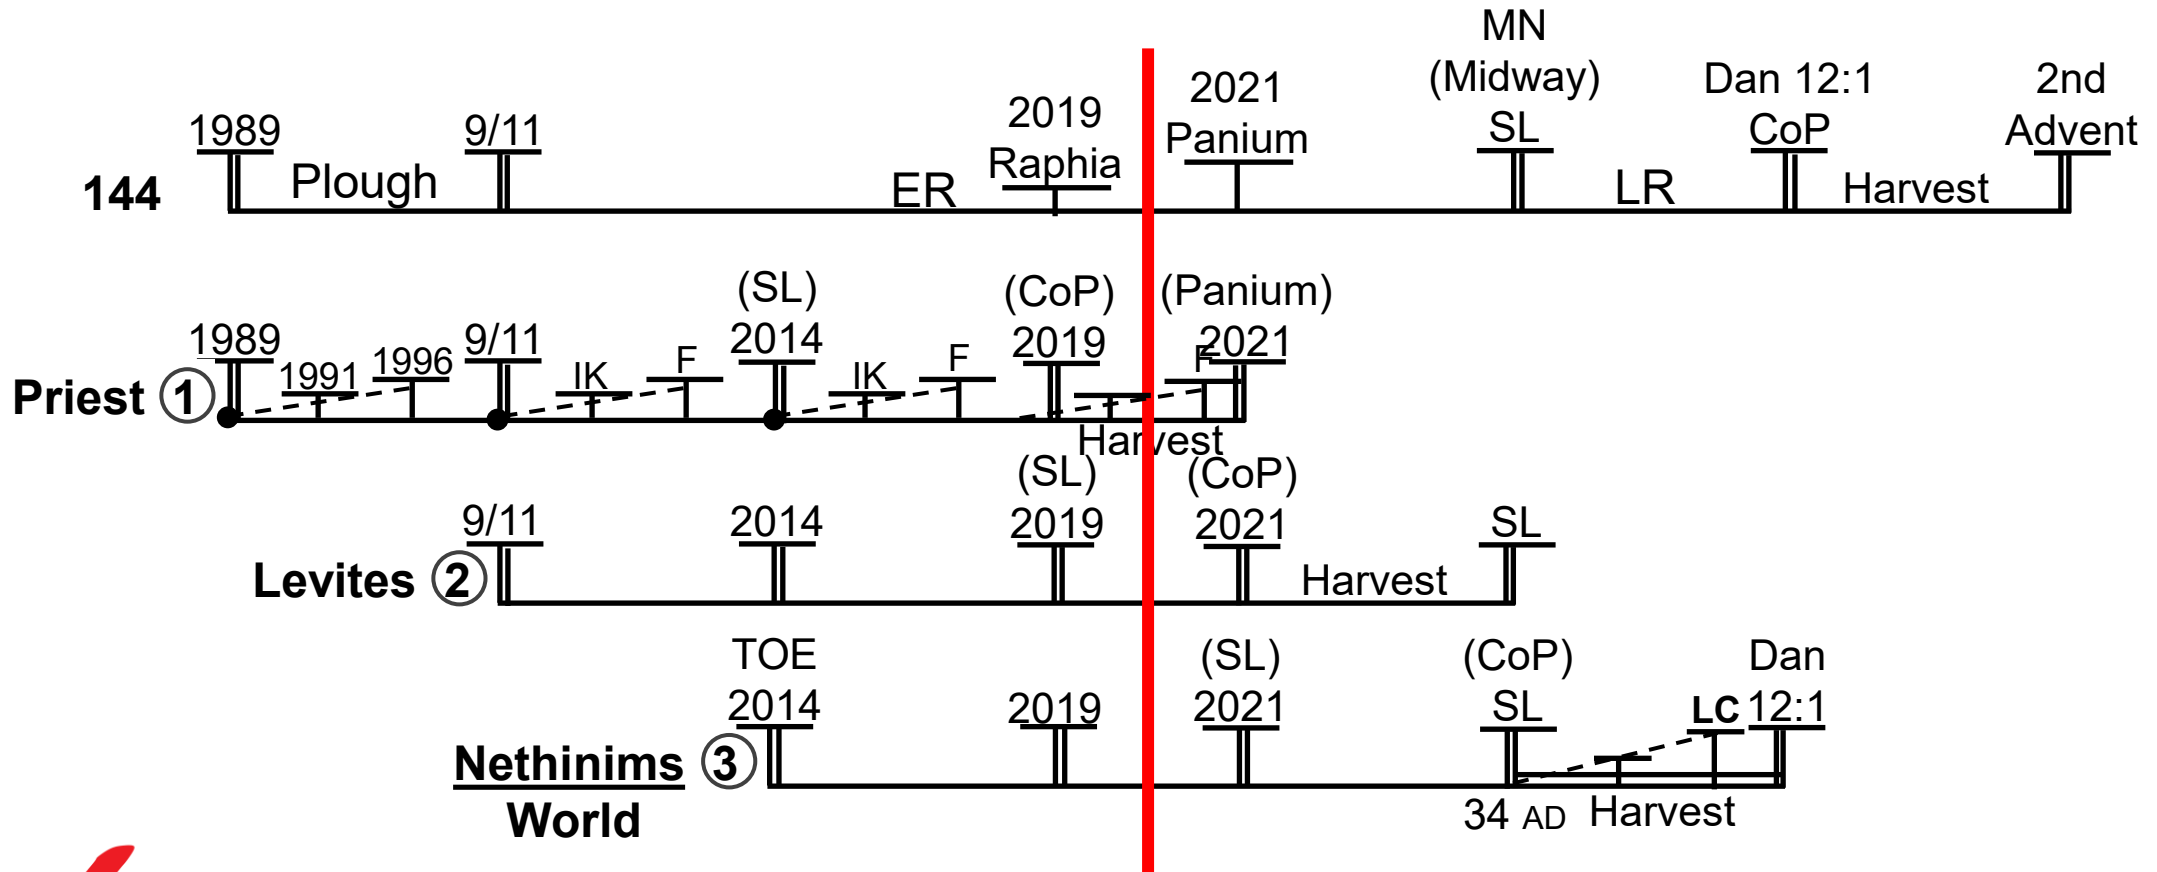 MN
2021 (Midway) Dan 12:1 2nd
1989 9/11 2019 Panium SL CoP Advent
Raphia
144 Plough ER LR Harvest
(SL) (CoP) (Panium)
1989 9/11 2014 2019 2021
1991 1996 IK F IK F F
Priest 1
Harvest
(SL) (CoP)
9/11 2014 2019 2021 SL
Levites 2 Harvest
TOE (SL) (CoP) Dan
2014 2019 2021 SL LC 12:1
Nethinims 3
World 34 AD Harvest